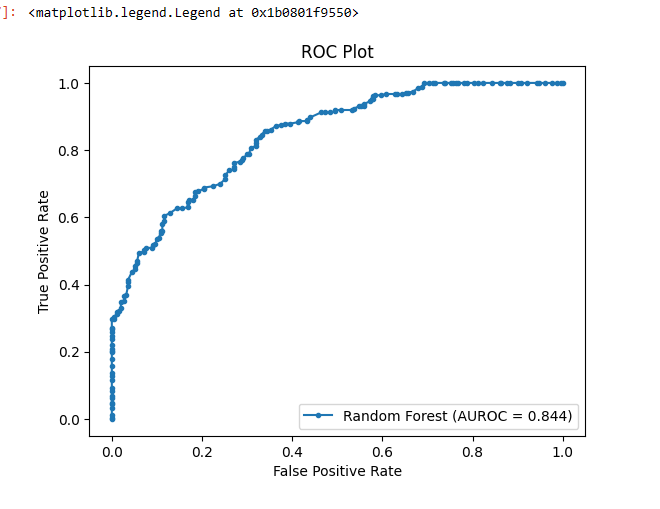 ]: <matplotlib.legend.Legend at 0x1b0801f9550>
ROC Plot
1.0
0.8
0.6
0.4
0.2
0.0
True Positive Rate
Random Forest (AUROC = 0.844)
0.0 0.2 0.4 0.6 0.8 1.0
False Positive Rate